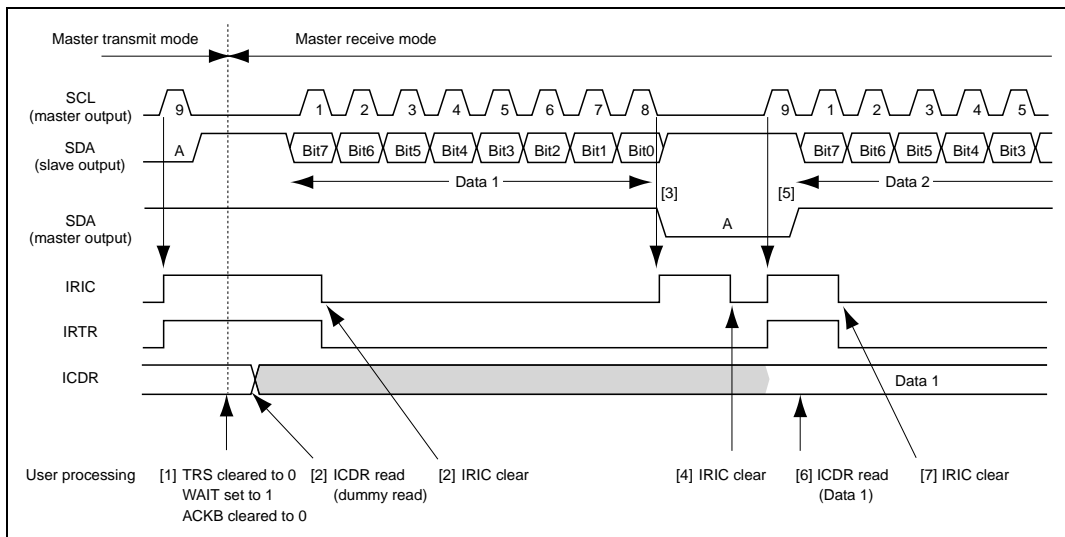 Master transmit mode Master receive mode
SCL
(master output)
9 1 2 3 4 5 6 7 8 9 1 2 3 4 5
SDA
(slave output)
A Bit7 Bit6 Bit5 Bit4 Bit3 Bit2 Bit1 Bit0 Bit7 Bit6 Bit5 Bit4 Bit3
Data 1 [3] [5] Data 2
SDA
(master output)
A
IRIC
IRTR
ICDR
Data 1
User processing [1] TRS cleared to 0 [2] ICDR read [2] IRIC clear [4] IRIC clear [6] ICDR read [7] IRIC clear
WAIT set to 1 (dummy read) (Data 1)
ACKB cleared to 0